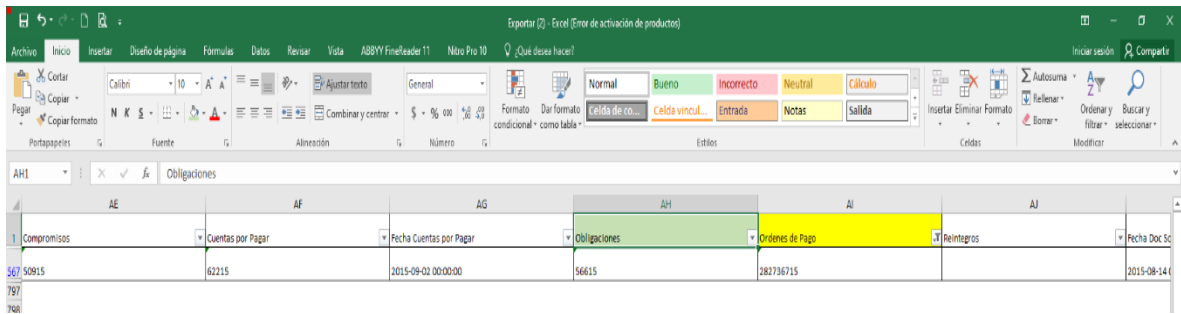 Exportar (2) - Excel (Error de activación de productos)
Archivo Inicio Insertar Diseño de página Fórmulas Datos Revisar Vista ABBYY FineReader 11 Nitro Pro 10 ¿Qué desea hacer? Iniciar sesión Compartir
Cortar
Copiar
Copiar formato
Pegar
Portapapeles
Calibri 10
N K S
Fuente
Ajustar texto
Combinar y centrar
Alineación
General
$ % 000
Número
Formato condicional
Dar formato como tabla
Normal Bueno Incorrecto Neutral Cálculo
Celda de co... Celda vincul... Entrada Notas Salida
Estilos
Insertar Eliminar Formato
Celdas
Autosuma
Rellenar
Borrar
Ordenar y filtrar
Buscar y seleccionar
Modificar
AH1 fx Obligaciones
AE AF AG AH AI AJ
1 Compromisos Cuentas por Pagar Fecha Cuentas por Pagar Obligaciones Ordenes de Pago Reintegros Fecha Doc So
567 50915 62215 2015-09-02 00:00:00 56615 282736715 2015-08-14
797
798